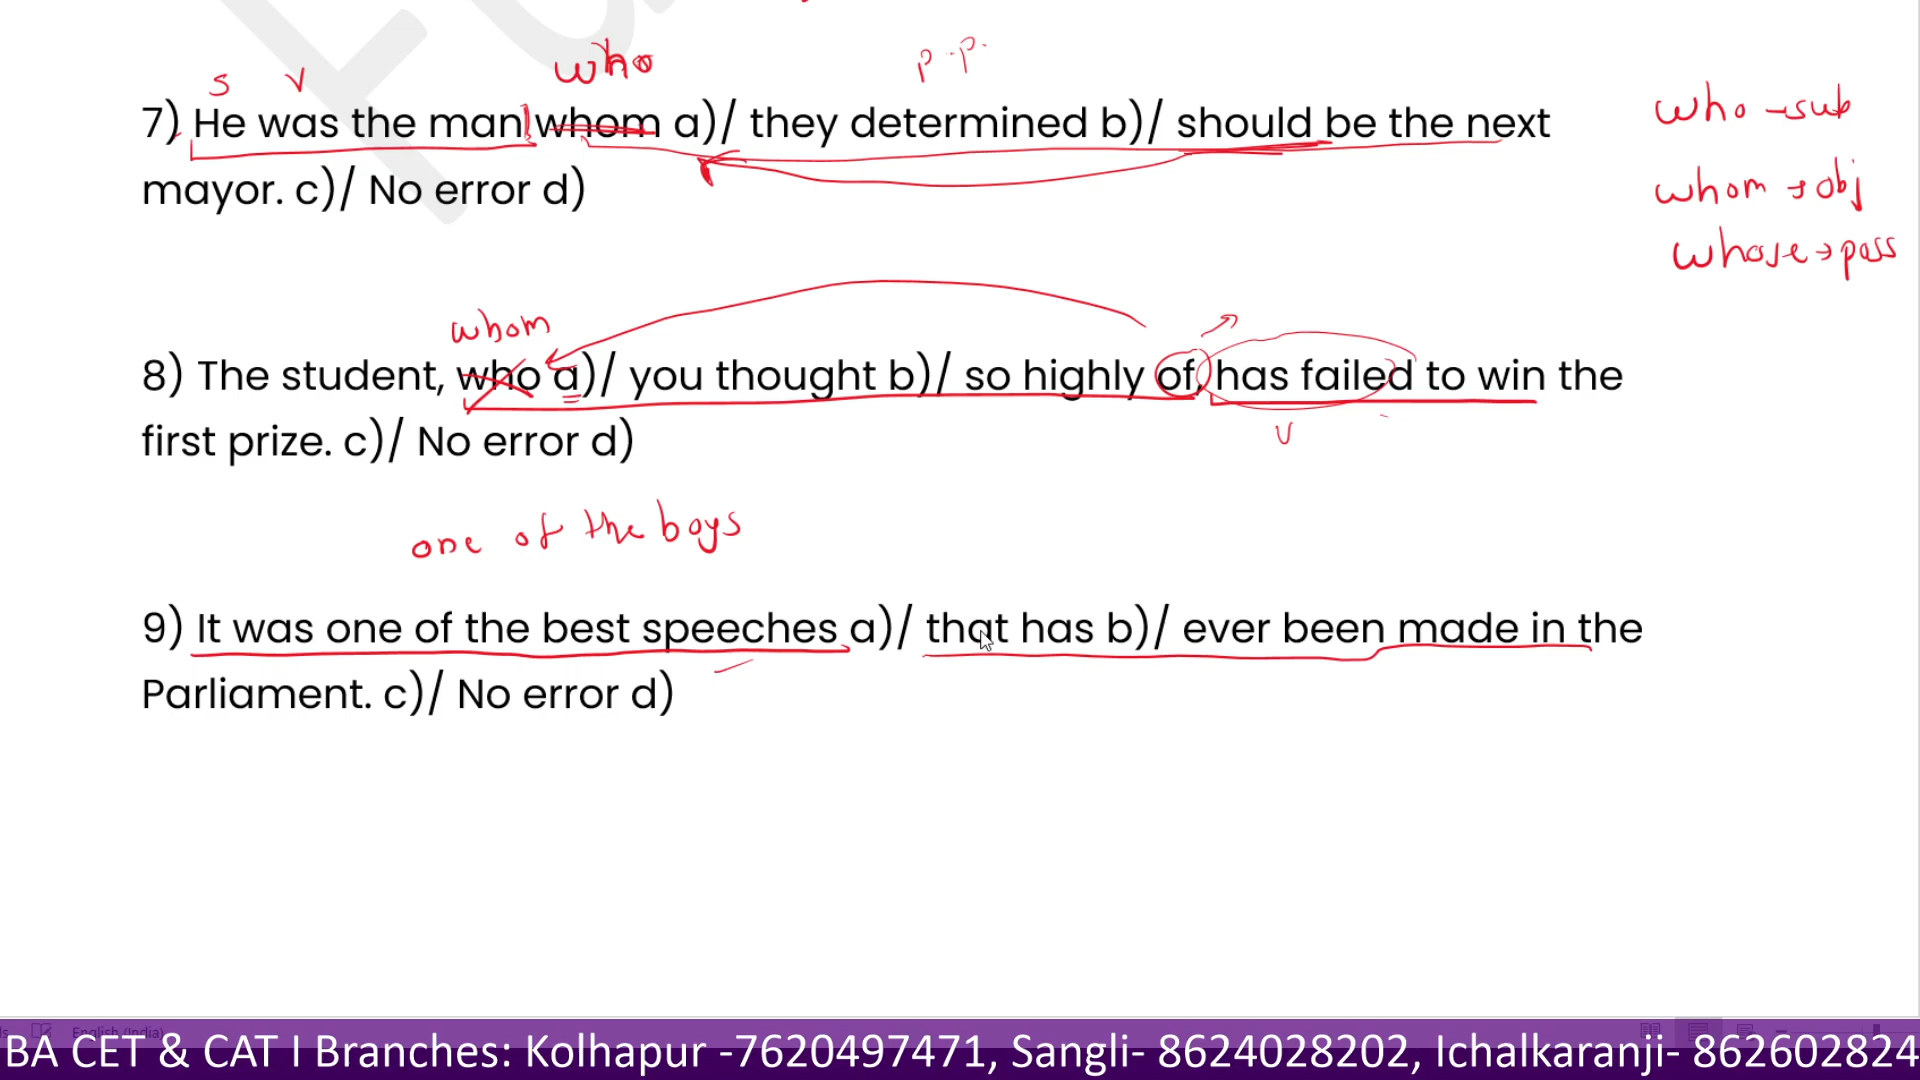 s v who p.p.
7) He was the man whom a)/ they determined b)/ should be the next
mayor. c)/ No error d)
who → sub
whom → obj
whose → poss
whom
8) The student, who a)/ you thought b)/ so highly of, has failed to win the
v
first prize. c)/ No error d)
one of the boys
9) It was one of the best speeches a)/ that has b)/ ever been made in the
Parliament. c)/ No error d)
English (India)
BA CET & CAT I Branches: Kolhapur -7620497471, Sangli- 8624028202, Ichalkaranji- 862602824